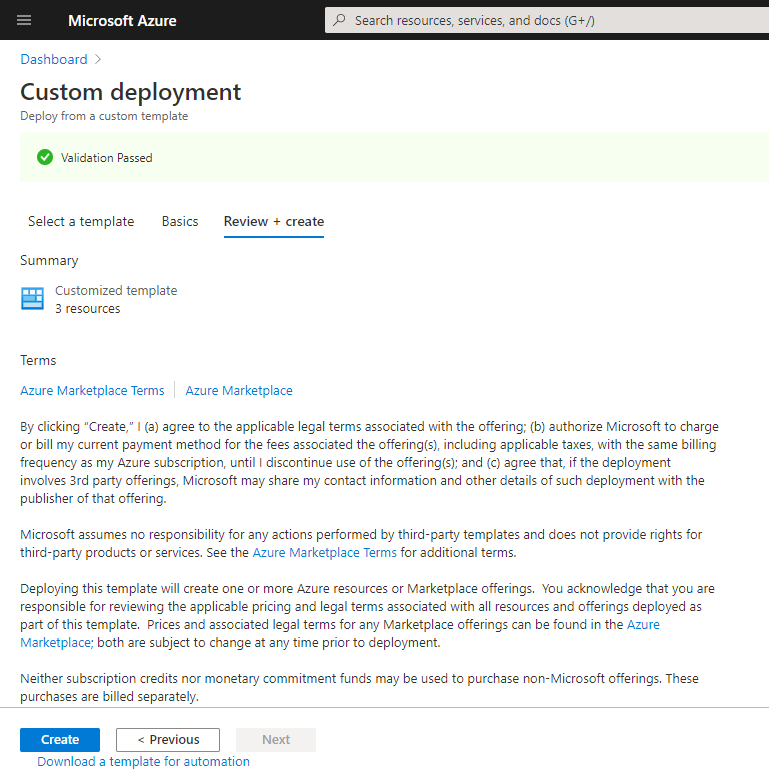 Microsoft Azure
Search resources, services, and docs (G+/)
Dashboard
Custom deployment
Deploy from a custom template
Validation Passed
Select a template Basics Review + create
Summary
Customized template
3 resources
Terms
Azure Marketplace Terms Azure Marketplace
By clicking “Create,” I (a) agree to the applicable legal terms associated with the offering; (b) authorize Microsoft to charge
or bill my current payment method for the fees associated the offering(s), including applicable taxes, with the same billing
frequency as my Azure subscription, until I discontinue use of the offering(s); and (c) agree that, if the deployment
involves 3rd party offerings, Microsoft may share my contact information and other details of such deployment with the
publisher of that offering.
Microsoft assumes no responsibility for any actions performed by third-party templates and does not provide rights for
third-party products or services. See the Azure Marketplace Terms for additional terms.
Deploying this template will create one or more Azure resources or Marketplace offerings.  You acknowledge that you are
responsible for reviewing the applicable pricing and legal terms associated with all resources and offerings deployed as
part of this template.  Prices and associated legal terms for any Marketplace offerings can be found in the Azure
Marketplace; both are subject to change at any time prior to deployment.
Neither subscription credits nor monetary commitment funds may be used to purchase non-Microsoft offerings. These
purchases are billed separately.
Create < Previous Next
Download a template for automation